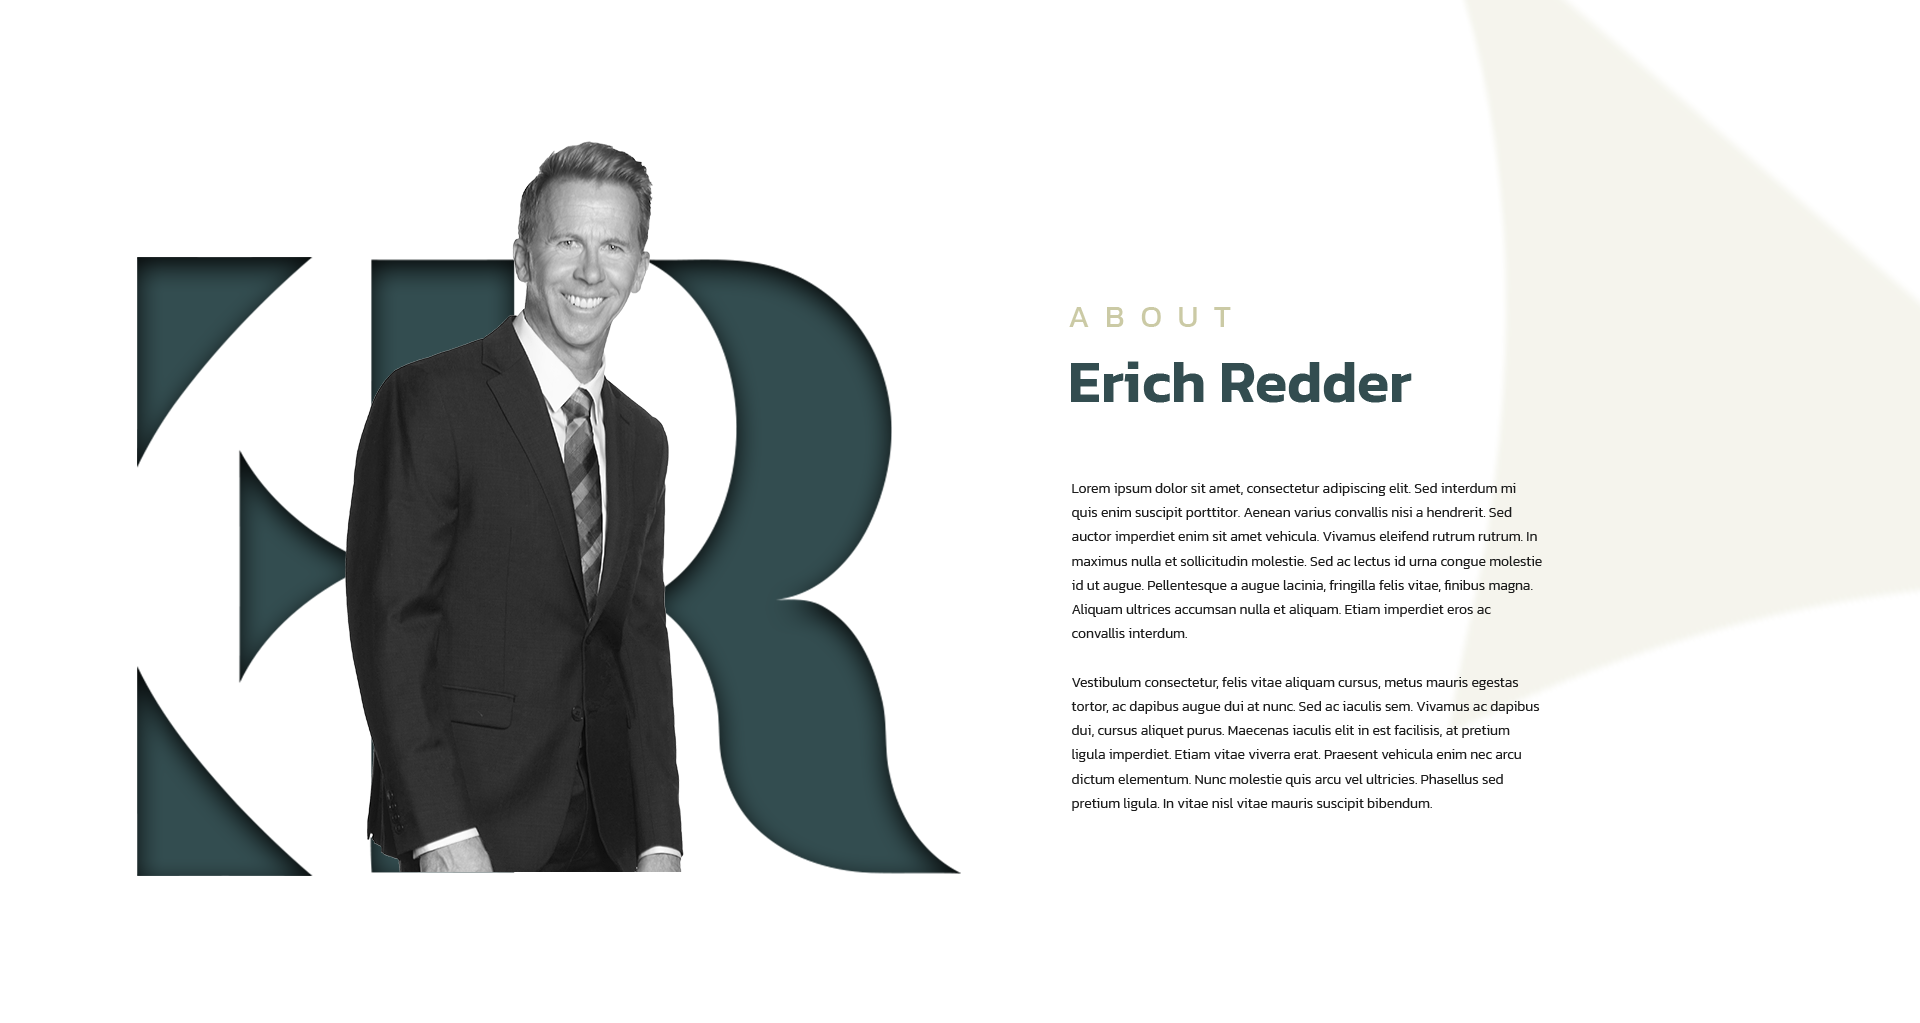 ABOUT
Erich Redder
Lorem ipsum dolor sit amet, consectetur adipiscing elit. Sed interdum mi
quis enim suscipit porttitor. Aenean varius convallis nisi a hendrerit. Sed
auctor imperdiet enim sit amet vehicula. Vivamus eleifend rutrum rutrum. In
maximus nulla et sollicitudin molestie. Sed ac lectus id urna congue molestie
id ut augue. Pellentesque a augue lacinia, fringilla felis vitae, finibus magna.
Aliquam ultrices accumsan nulla et aliquam. Etiam imperdiet eros ac
convallis interdum.
Vestibulum consectetur, felis vitae aliquam cursus, metus mauris egestas
tortor, ac dapibus augue dui at nunc. Sed ac iaculis sem. Vivamus ac dapibus
dui, cursus aliquet purus. Maecenas iaculis elit in est facilisis, at pretium
ligula imperdiet. Etiam vitae viverra erat. Praesent vehicula enim nec arcu
dictum elementum. Nunc molestie quis arcu vel ultricies. Phasellus sed
pretium ligula. In vitae nisl vitae mauris suscipit bibendum.